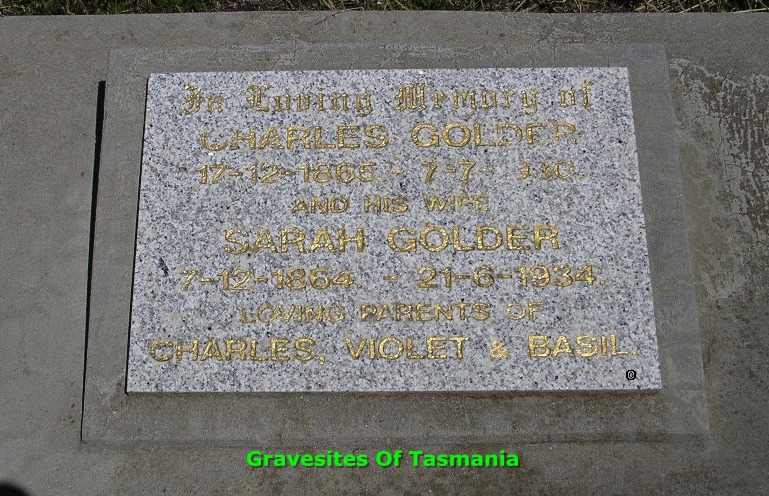 In Loving Memory of
CHARLES GOLDER
17-12-1865 - 7-7-1930.
AND HIS WIFE
SARAH GOLDER
7-12-1864. - 21-6-1934.
LOVING PARENTS OF
CHARLES, VIOLET & BASIL.
©
Gravesites Of Tasmania